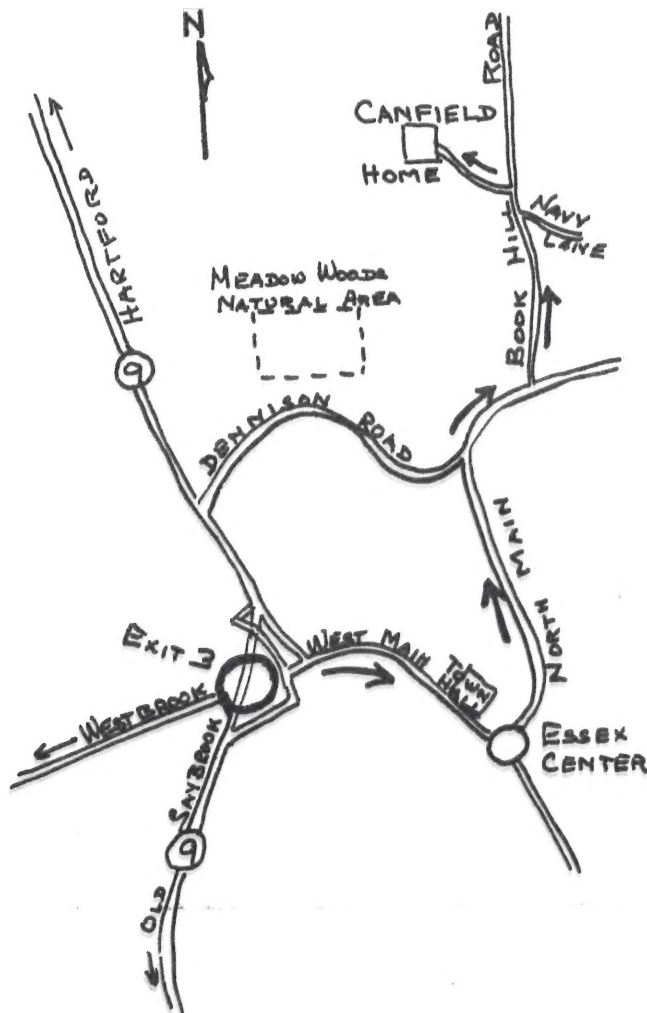 N
ROAD
CANFIELD
HOME
HARTFORD
NAVY
LANE
BOOK HILL
MEADOW WOODS
NATURAL AREA
9
DENNISON ROAD
NORTH MAIN
EXIT 3
WEST MAIN
TOWN
HALL
WESTBROOK
ESSEX
CENTER
9
OLD SAYBROOK